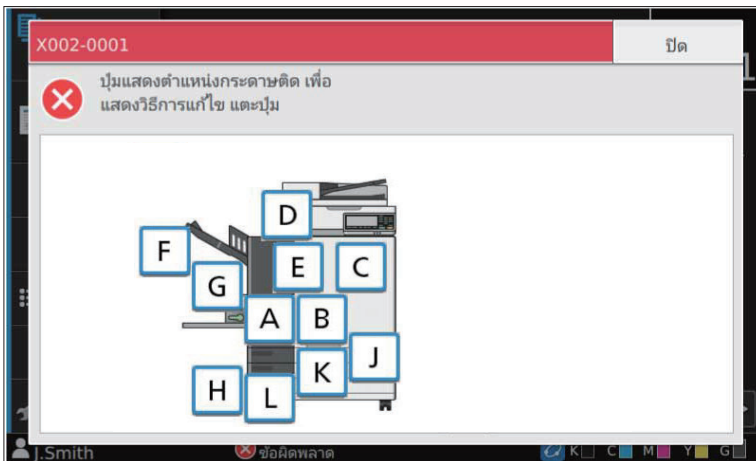 X002-0001
ปิด
ปุ่มแสดงตำแหน่งกระดาษติด เพื่อ
แสดงวิธีการแก้ไข แตะปุ่ม
D
F
E
C
G
A
B
J
K
H
L
J.Smith
ข้อผิดพลาด
K
C
M
Y
G